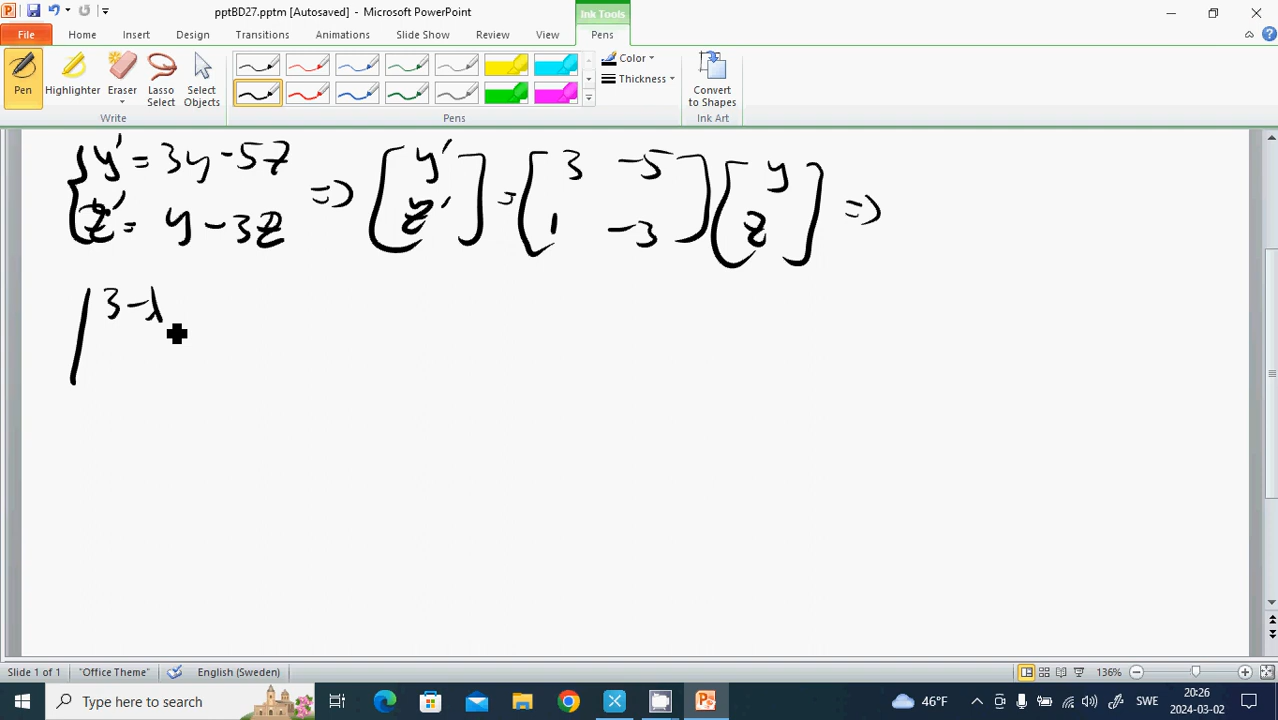 pptBD27.pptm [Autosaved] - Microsoft PowerPoint
Ink Tools
File Home Insert Design Transitions Animations Slide Show Review View Pens
Pen Highlighter Eraser Lasso Select Select Objects
Color
Thickness
Convert to Shapes
Write Pens Ink Art
y' = 3y - 5z
z' = y - 3z
=> [y' z'] = [3 -5 1 -3] [y z] =>
| 3 - λ
Slide 1 of 1 "Office Theme" English (Sweden) 136%
Type here to search 46°F SWE 20:26
2024-03-02